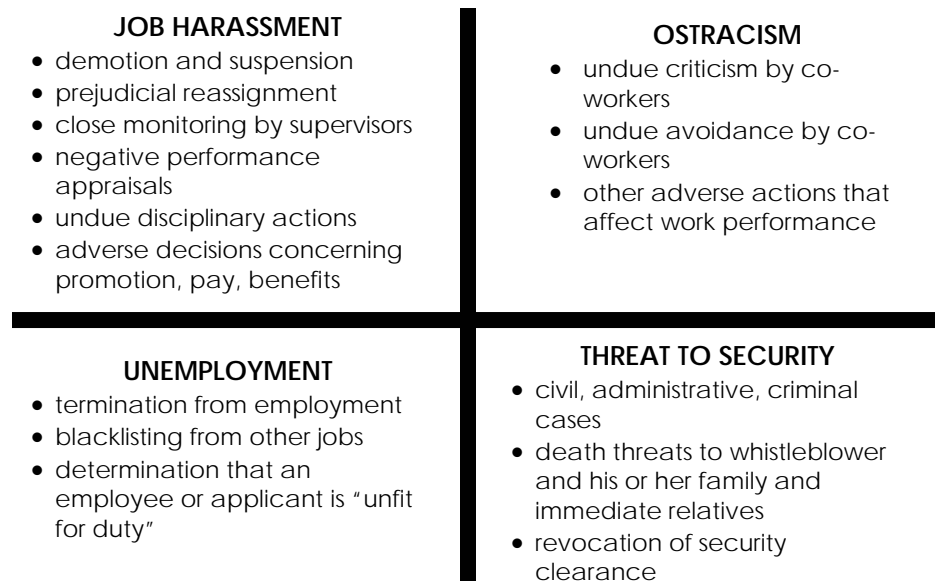 JOB HARASSMENT
• demotion and suspension
• prejudicial reassignment
• close monitoring by supervisors
• negative performance
appraisals
• undue disciplinary actions
• adverse decisions concerning
promotion, pay, benefits
OSTRACISM
• undue criticism by co-
workers
• undue avoidance by co-
workers
• other adverse actions that
affect work performance
UNEMPLOYMENT
• termination from employment
• blacklisting from other jobs
• determination that an
employee or applicant is “unfit
for duty”
THREAT TO SECURITY
• civil, administrative, criminal
cases
• death threats to whistleblower
and his or her family and
immediate relatives
• revocation of security
clearance